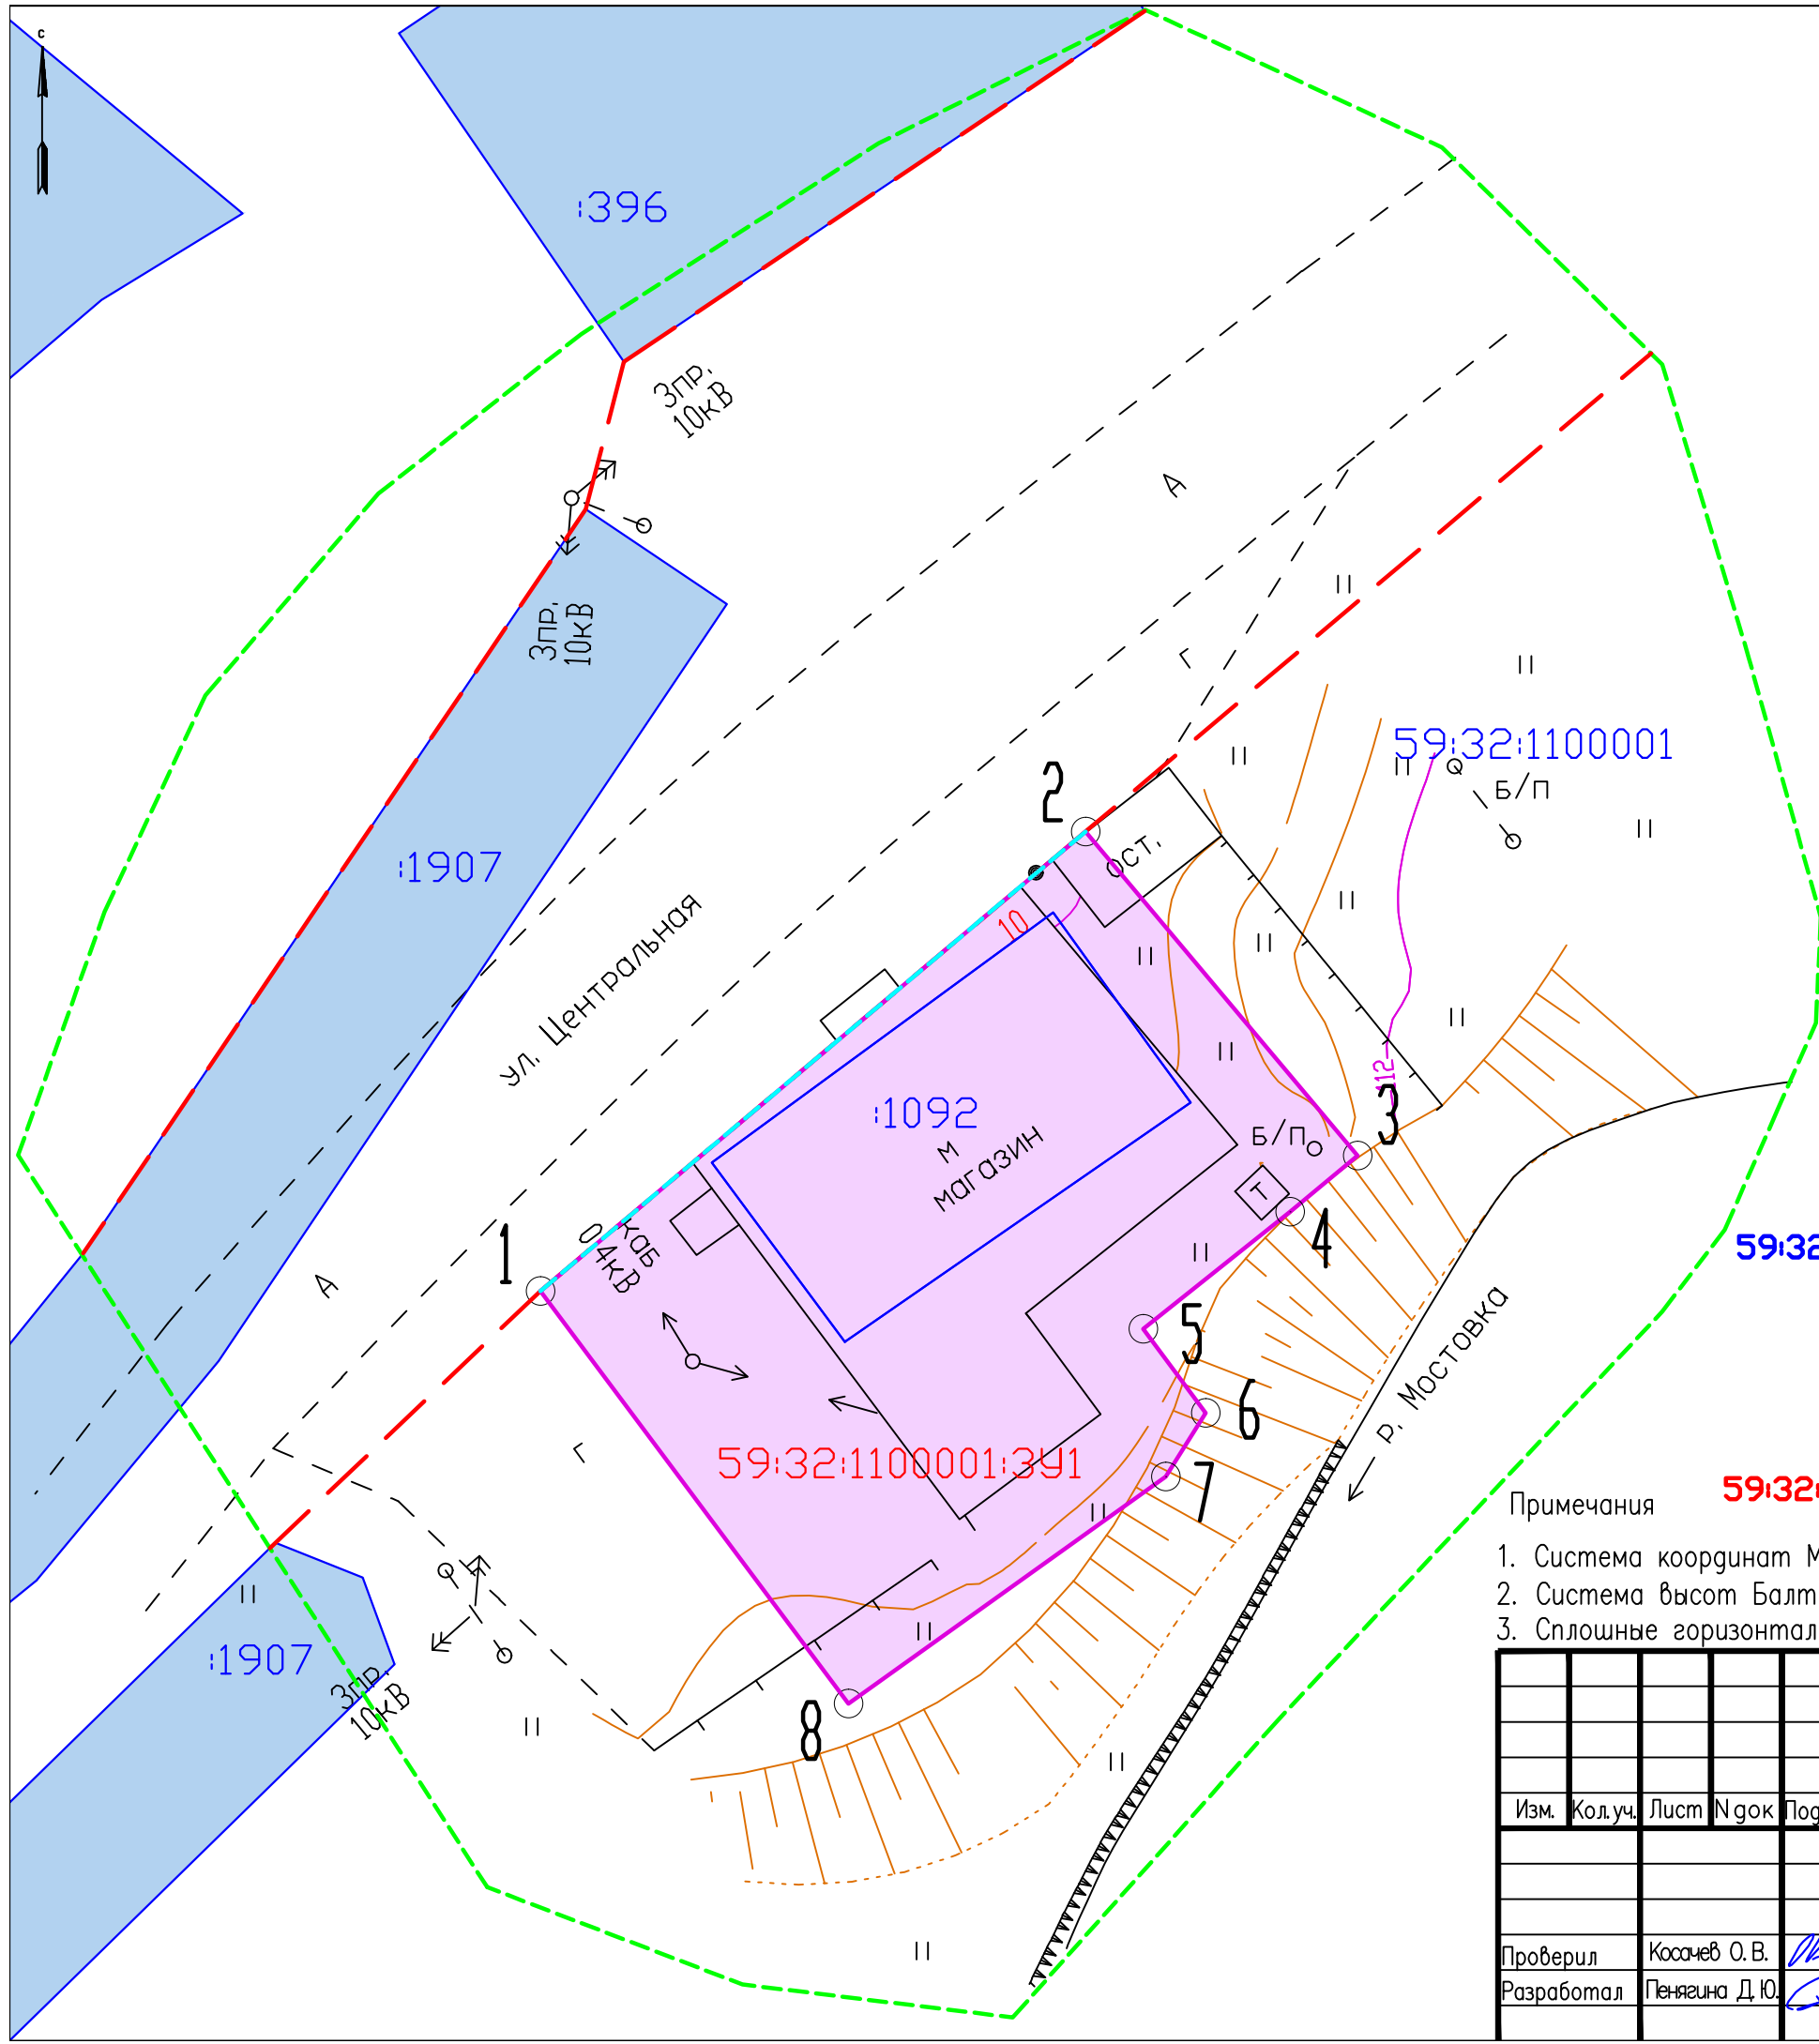 с
:396
3пр.
10кВ
А
3пр.
10кВ
Г
59:32:1100001
Б/П
2
ост.
:1907
10
ул. Центральная
112
3
:1092
М
магазин
Б/П
Т
1
каб
0.4кВ
4
59:32
А
5
р. Мостовка
6
Г
59:32:1100001:ЗУ1
7
59:32:
Примечания
1. Система координат М
2. Система высот Балт
3. Сплошные горизонтал
:1907
3пр.
10кВ
8
Изм. Кол.уч. Лист N док Под
Проверил Косачев О. В.
Разработал Пенягина Д. Ю.